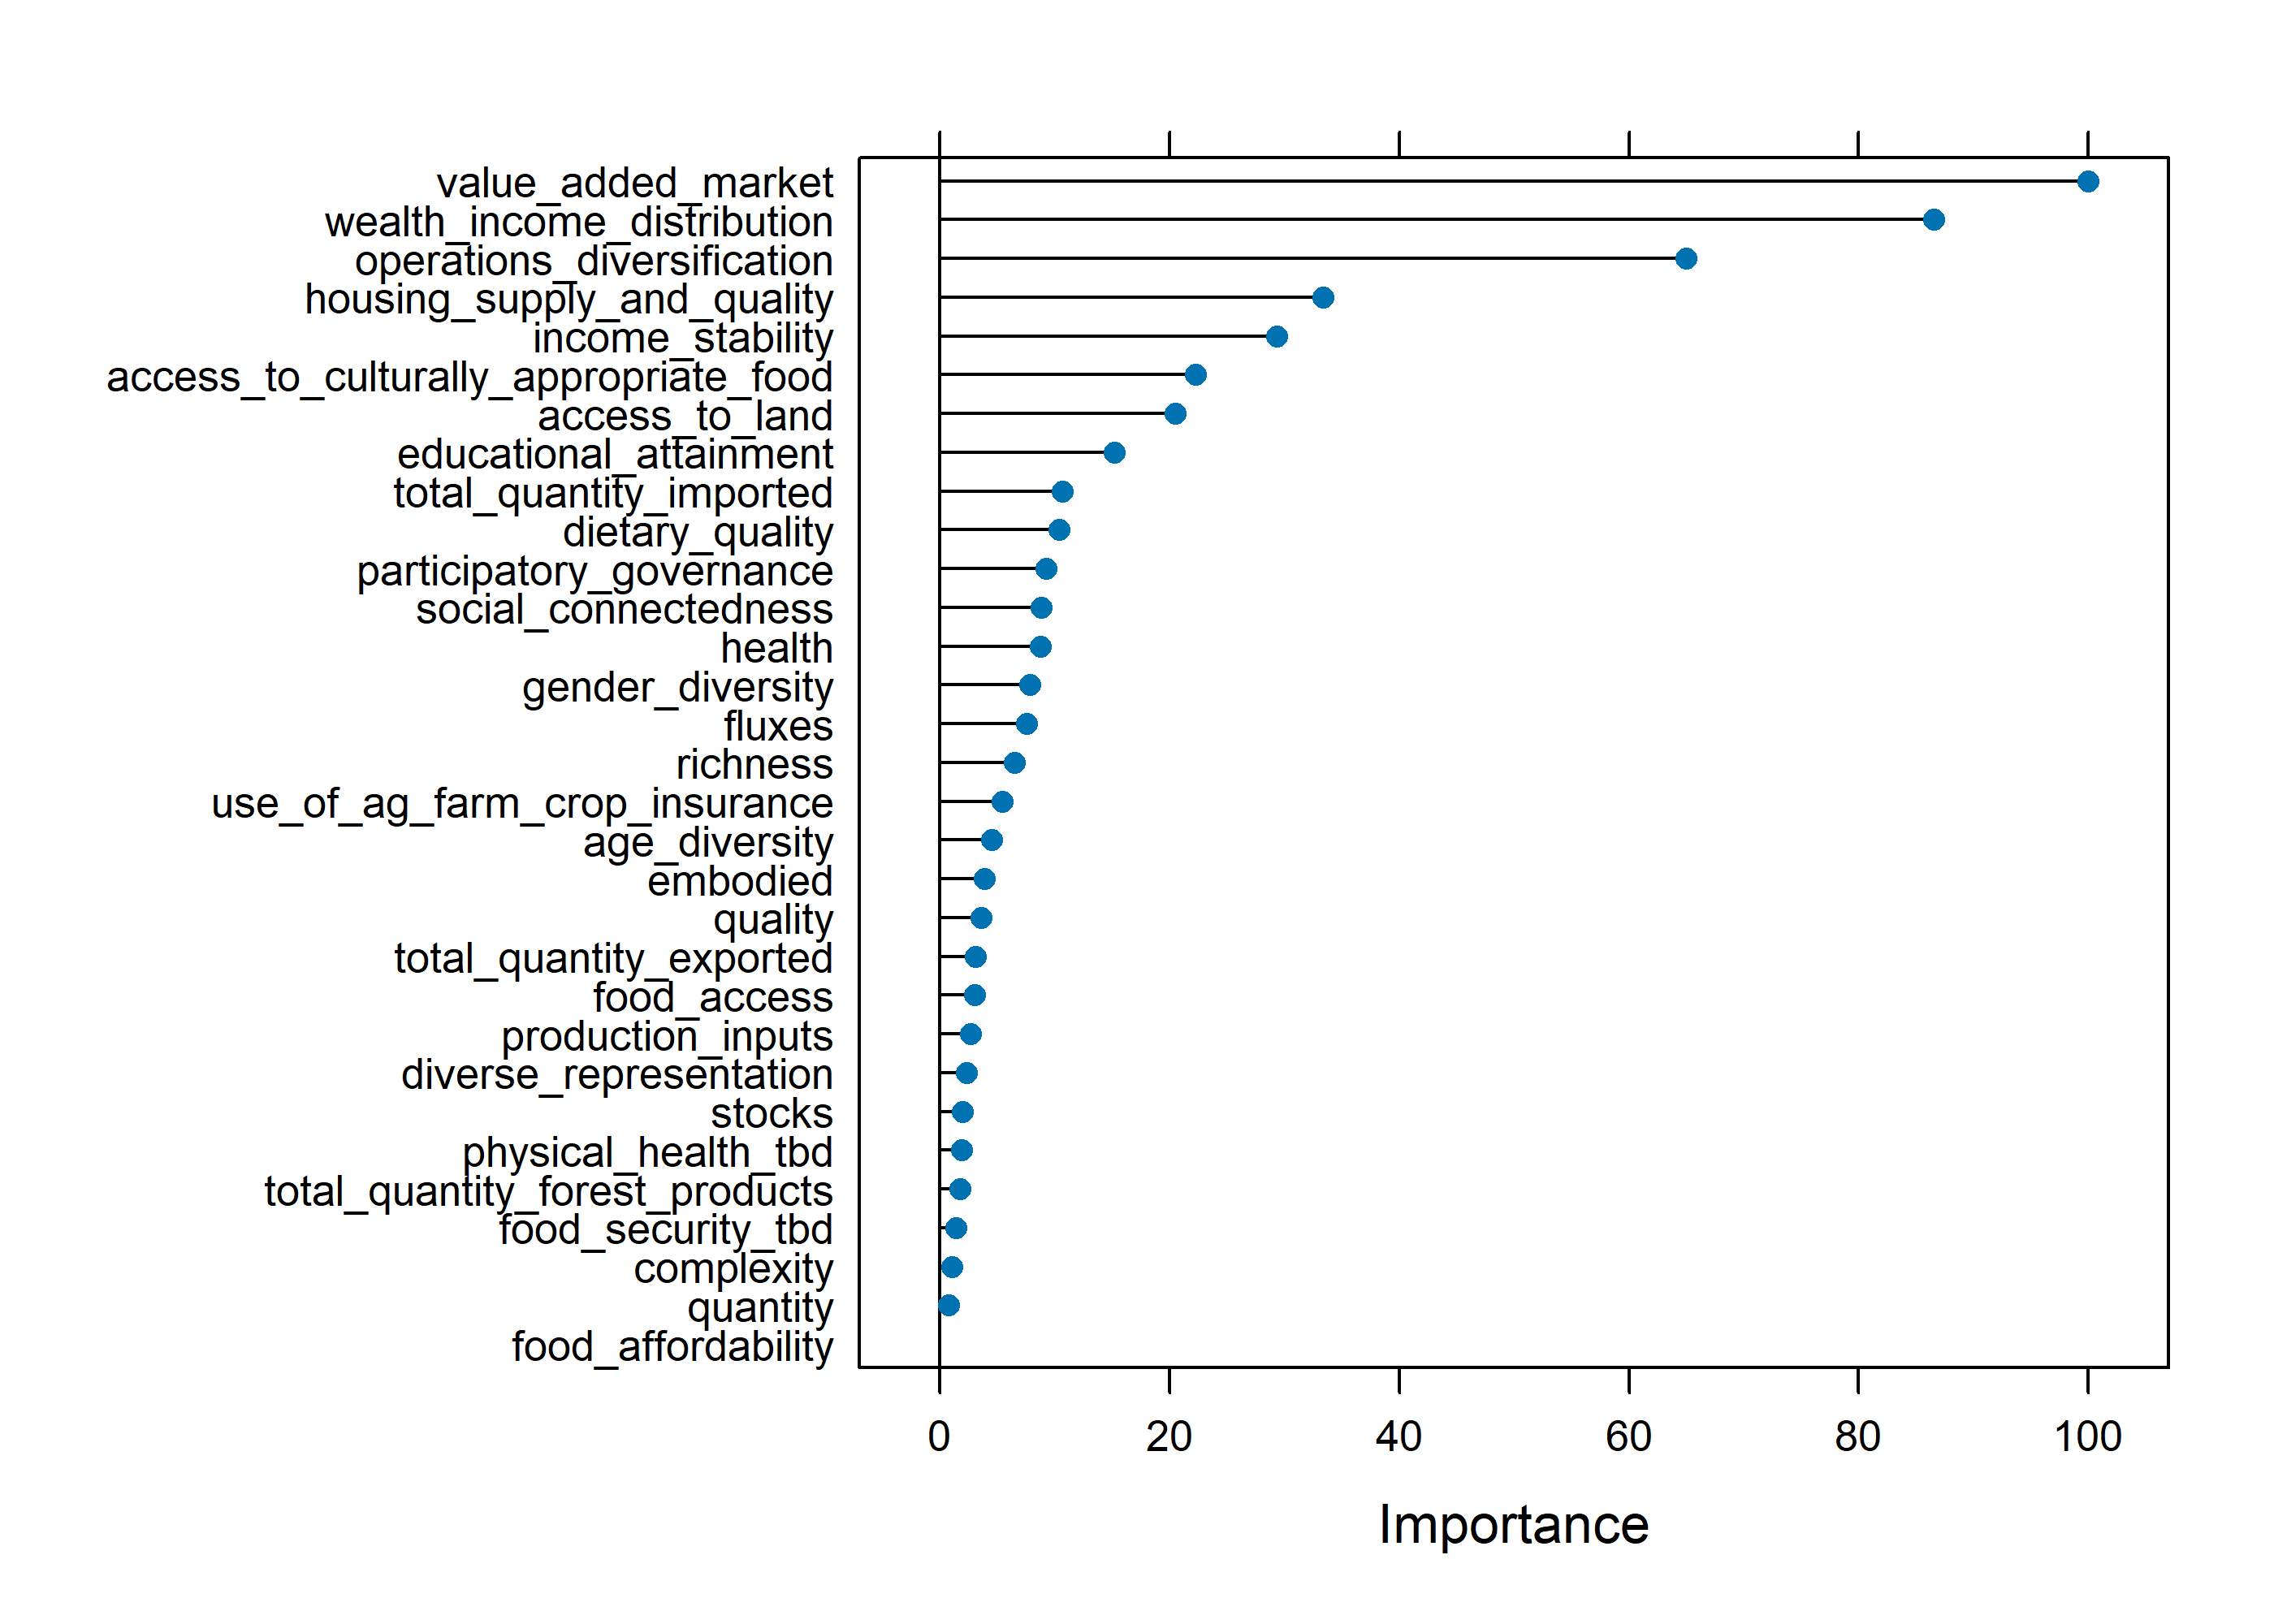 value_added_market
wealth_income_distribution
operations_diversification
housing_supply_and_quality
income_stability
access_to_culturally_appropriate_food
access_to_land
educational_attainment
total_quantity_imported
dietary_quality
participatory_governance
social_connectedness
health
gender_diversity
fluxes
richness
use_of_ag_farm_crop_insurance
age_diversity
embodied
quality
total_quantity_exported
food_access
production_inputs
diverse_representation
stocks
physical_health_tbd
total_quantity_forest_products
food_security_tbd
complexity
quantity
food_affordability
0 20 40 60 80 100
Importance